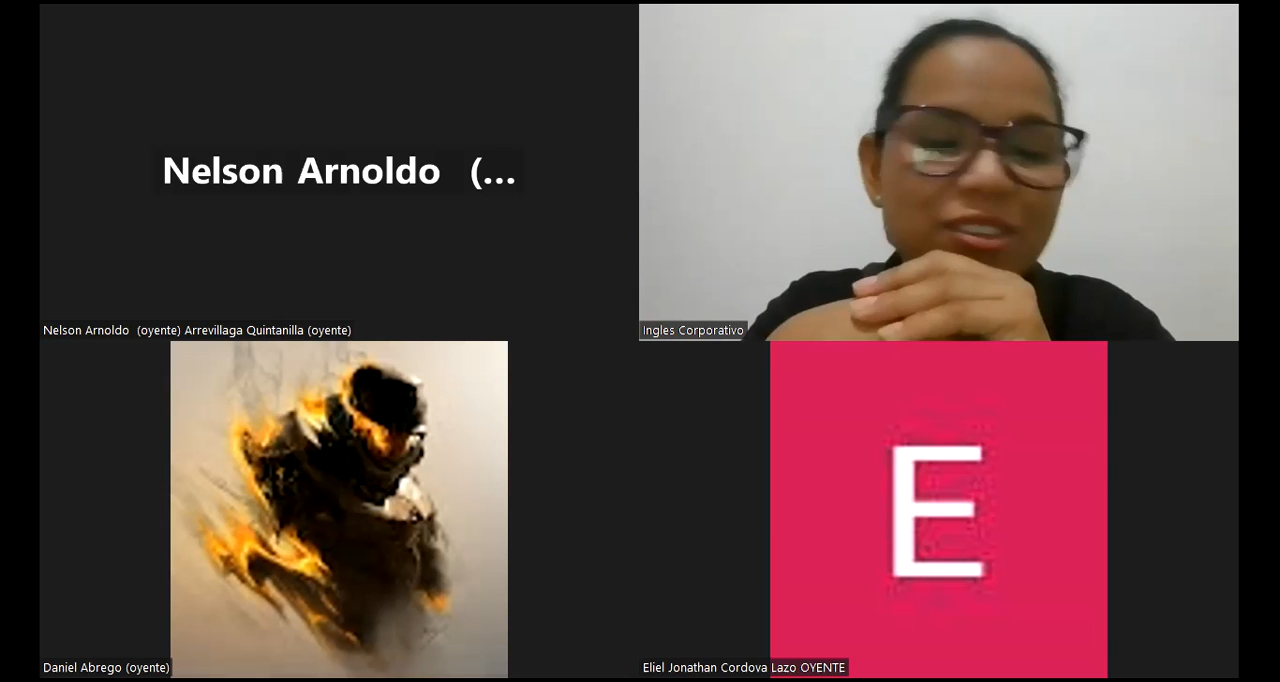 Nelson Arnoldo (...
Nelson Arnoldo (oyente) Arrevillaga Quintanilla (oyente)
Ingles Corporativo
E
Daniel Abrego (oyente)
Eliel Jonathan Cordova Lazo OYENTE